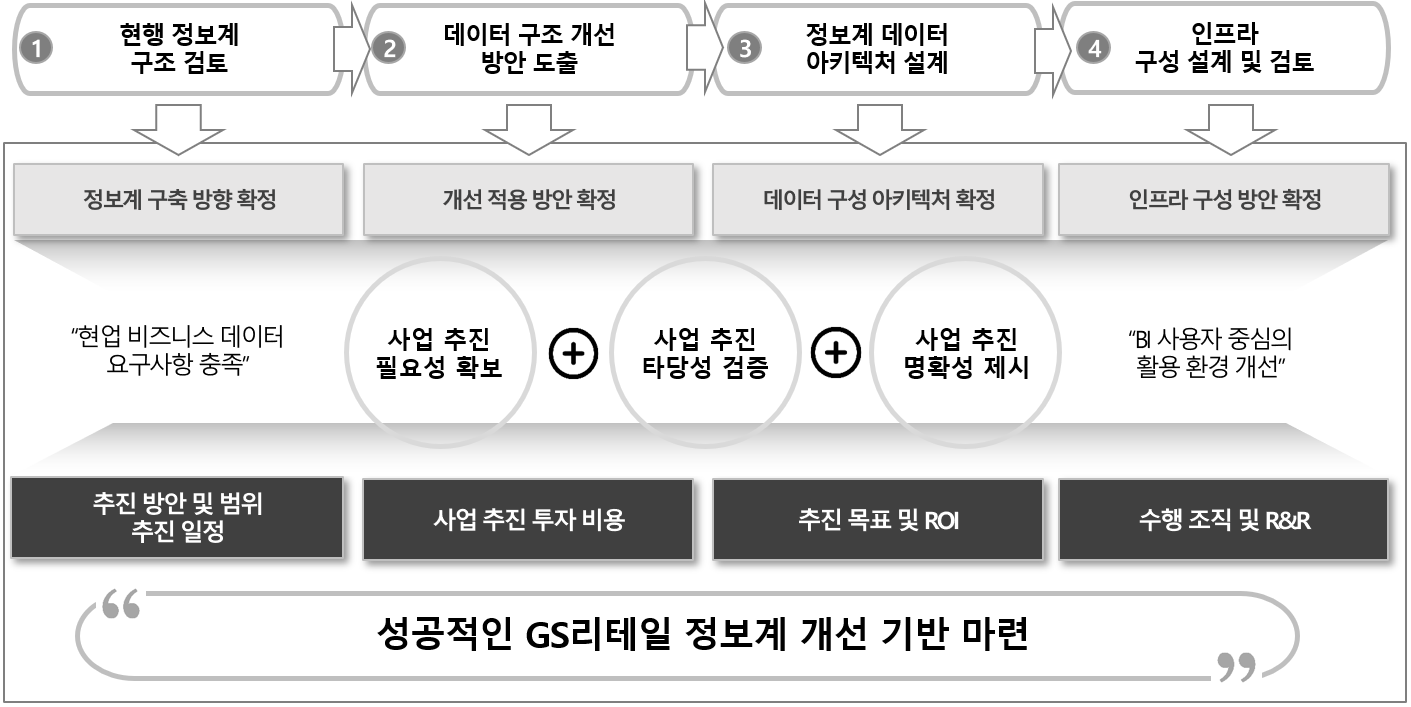 1
현행 정보계
구조 검토
2
데이터 구조 개선
방안 도출
3
정보계 데이터
아키텍처 설계
4
인프라
구성 설계 및 검토
정보계 구축 방향 확정
개선 적용 방안 확정
데이터 구성 아키텍처 확정
인프라 구성 방안 확정
“현업 비즈니스 데이터
요구사항 충족”
사업 추진
필요성 확보
+
사업 추진
타당성 검증
+
사업 추진
명확성 제시
“BI 사용자 중심의
활용 환경 개선”
추진 방안 및 범위
추진 일정
사업 추진 투자 비용
추진 목표 및 ROI
수행 조직 및 R&R
“성공적인 GS리테일 정보계 개선 기반 마련”